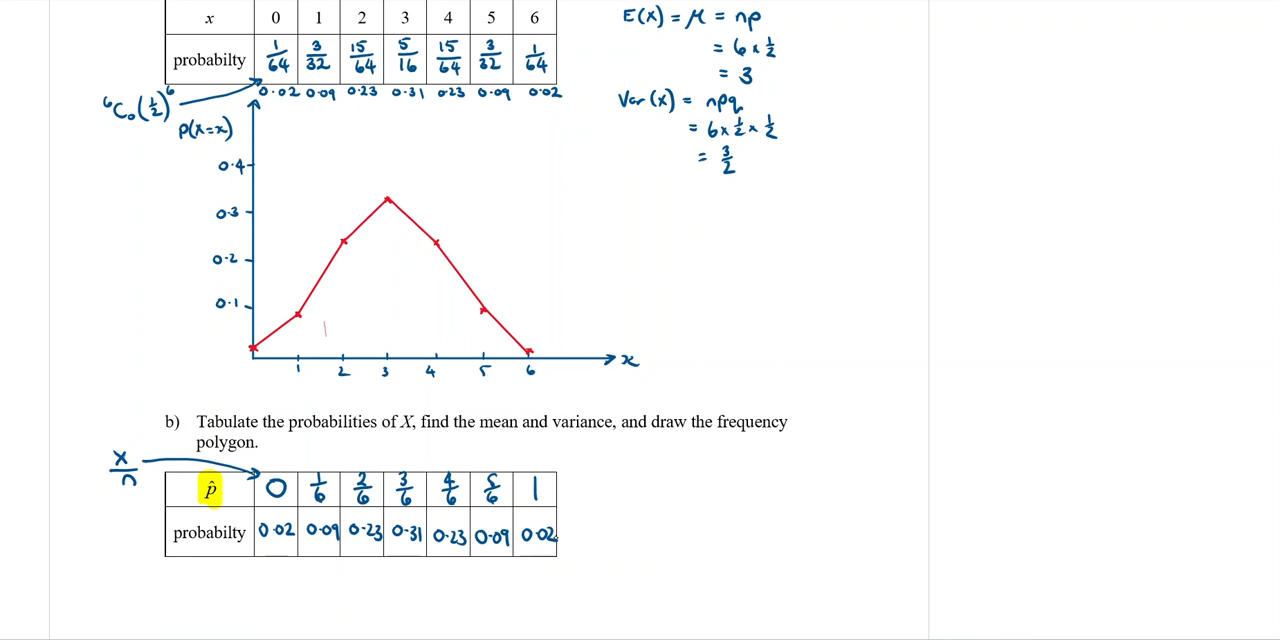 x 0 1 2 3 4 5 6
probabilty 1/64 3/32 15/64 5/16 15/64 3/32 1/64
0.02 0.09 0.23 0.31 0.23 0.09 0.02
⁶C₀(½)⁶
E(x) = μ = np
= 6 × ½
= 3
Var(x) = npq
= 6 × ½ × ½
= 3/2
P(X=x)
0.4
0.3
0.2
0.1
1 2 3 4 5 6 x
b) Tabulate the probabilities of X, find the mean and variance, and draw the frequency
polygon.
x/n
p̂ 0 1/6 2/6 3/6 4/6 5/6 1
probabilty 0.02 0.09 0.23 0.31 0.23 0.09 0.02